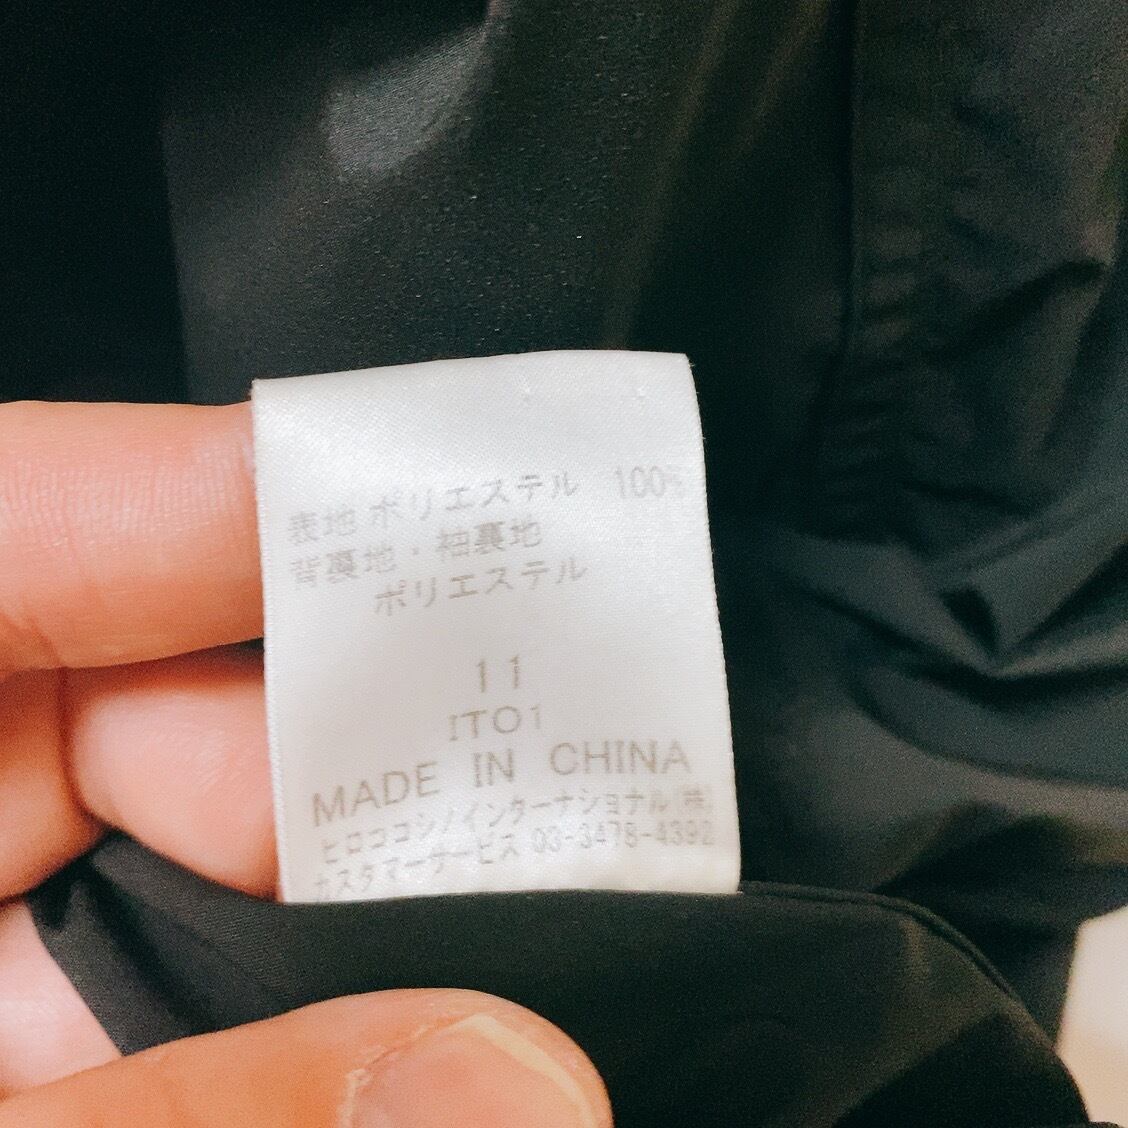 表地 ポリエステル 100%
背裏地・袖裏地
ポリエステル
11
ITO1
MADE IN CHINA
ヒロココシノインターナショナル(株)
カスタマーサービス 03-3478-4392